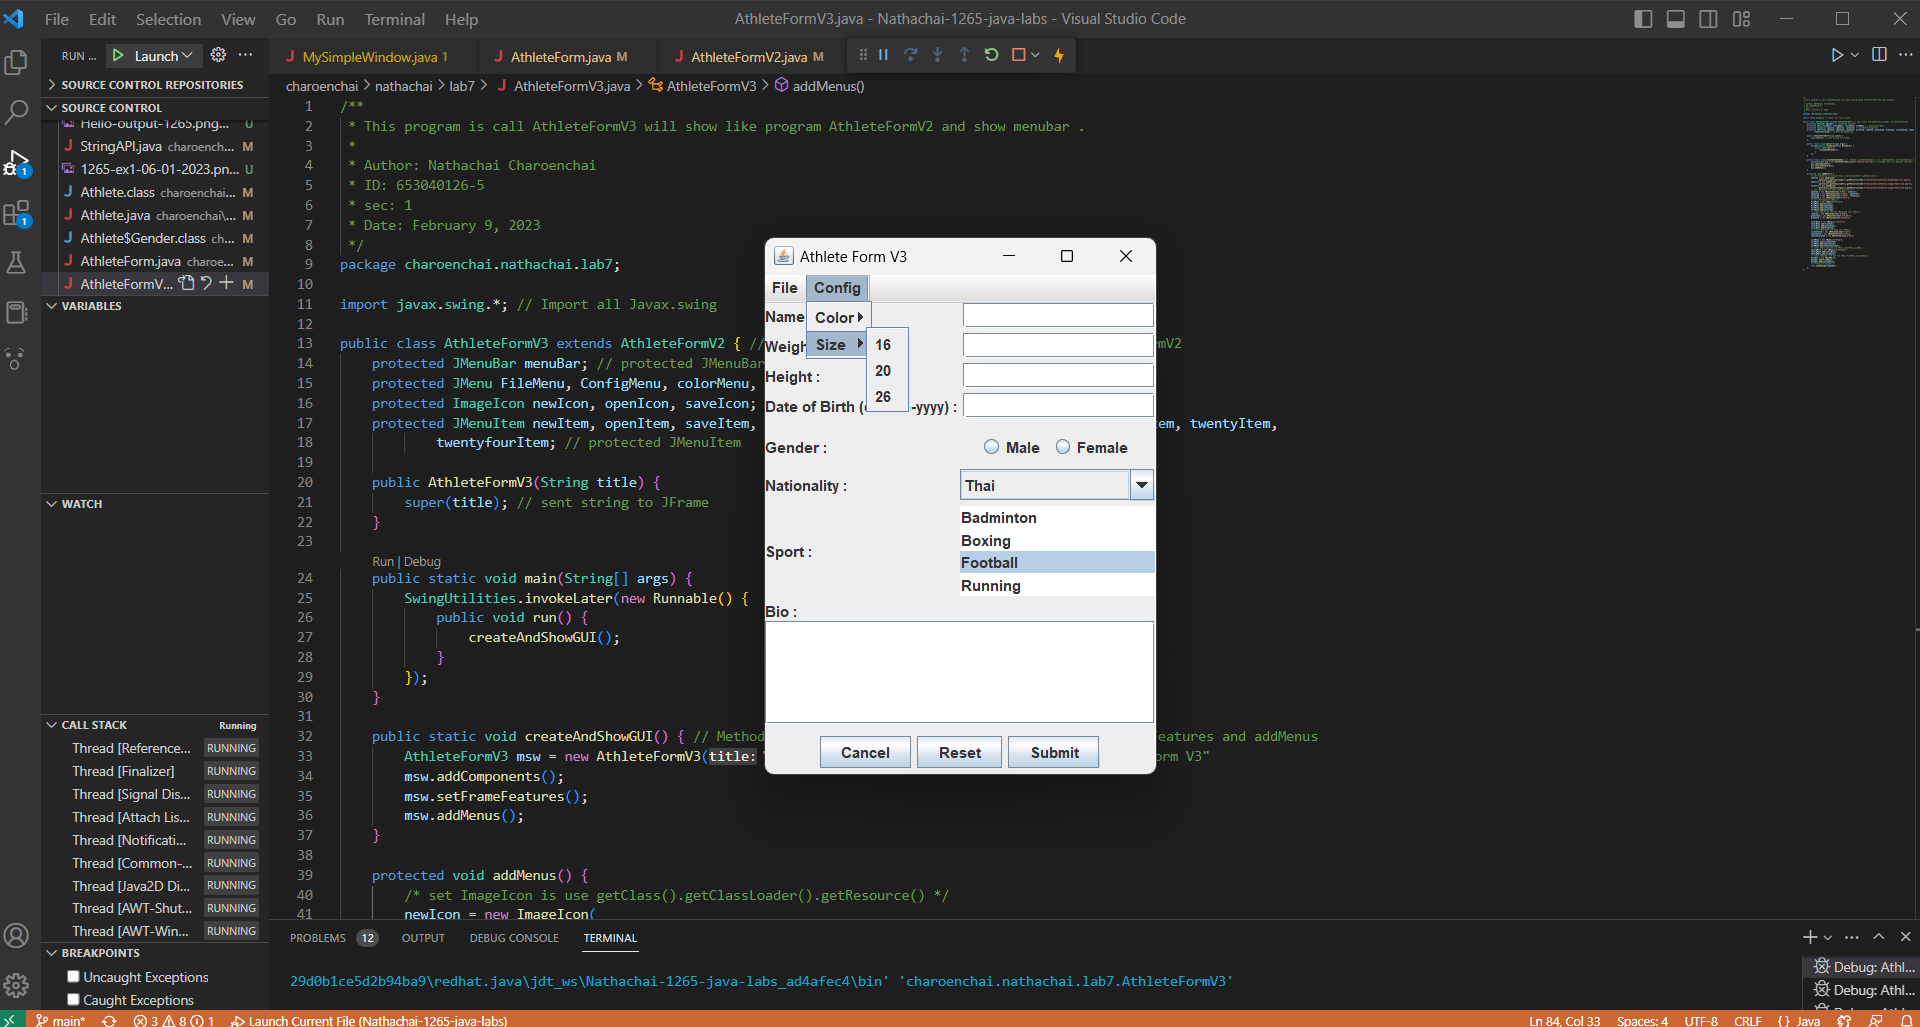 File Edit Selection View Go Run Terminal Help
AthleteFormV3.java - Nathachai-1265-java-labs - Visual Studio Code
RUN ... Launch
SOURCE CONTROL REPOSITORIES
SOURCE CONTROL
Hello-output-1265.png... U
StringAPI.java charoench... M
1265-ex1-06-01-2023.pn... U
Athlete.class charoenchai... M
Athlete.java charoenchai\... M
Athlete$Gender.class ch... M
AthleteForm.java charoe... M
AthleteFormV... M
VARIABLES
WATCH
CALL STACK Running
Thread [Reference... RUNNING
Thread [Finalizer] RUNNING
Thread [Signal Dis... RUNNING
Thread [Attach Lis... RUNNING
Thread [Notificati... RUNNING
Thread [Common-... RUNNING
Thread [Java2D Di... RUNNING
Thread [AWT-Shut... RUNNING
Thread [AWT-Win... RUNNING
BREAKPOINTS
Uncaught Exceptions
Caught Exceptions
1
1
MySimpleWindow.java 1 AthleteForm.java M AthleteFormV2.java M
charoenchai > nathachai > lab7 > AthleteFormV3.java > AthleteFormV3 > addMenus()
1 /**
2 * This program is call AthleteFormV3 will show like program AthleteFormV2 and show menubar .
3 *
4 * Author: Nathachai Charoenchai
5 * ID: 653040126-5
6 * sec: 1
7 * Date: February 9, 2023
8 */
9 package charoenchai.nathachai.lab7;
10
11 import javax.swing.*; // Import all Javax.swing
12
13 public class AthleteFormV3 extends AthleteFormV2 { // mV2
14 protected JMenuBar menuBar; // protected JMenuBar
15 protected JMenu FileMenu, ConfigMenu, colorMenu,
16 protected ImageIcon newIcon, openIcon, saveIcon;
17 protected JMenuItem newItem, openItem, saveItem, em, twentyItem,
18 twentyfourItem; // protected JMenuItem
19
20 public AthleteFormV3(String title) {
21 super(title); // sent string to JFrame
22 }
23
Run | Debug
24 public static void main(String[] args) {
25 SwingUtilities.invokeLater(new Runnable() {
26 public void run() {
27 createAndShowGUI();
28 }
29 });
30 }
31
32 public static void createAndShowGUI() { // Method eatures and addMenus
33 AthleteFormV3 msw = new AthleteFormV3(title: rm V3"
34 msw.addComponents();
35 msw.setFrameFeatures();
36 msw.addMenus();
37 }
38
39 protected void addMenus() {
40 /* set ImageIcon is use getClass().getClassLoader().getResource() */
41 newIcon = new ImageIcon(
Athlete Form V3
File Config
Color
Size
16
20
26
Name
Weigh
Height :
Date of Birth ( -yyyy) :
Gender : Male Female
Nationality : Thai
Sport :
Badminton
Boxing
Football
Running
Bio :
Cancel Reset Submit
PROBLEMS 12 OUTPUT DEBUG CONSOLE TERMINAL
29d0b1ce5d2b94ba9\redhat.java\jdt_ws\Nathachai-1265-java-labs_ad4afec4\bin' 'charoenchai.nathachai.lab7.AthleteFormV3'
Debug: Athl...
Debug: Athl...
main* 3 8 1 Launch Current File (Nathachai-1265-java-labs)
Ln 84, Col 33 Spaces: 4 UTF-8 CRLF { } Java